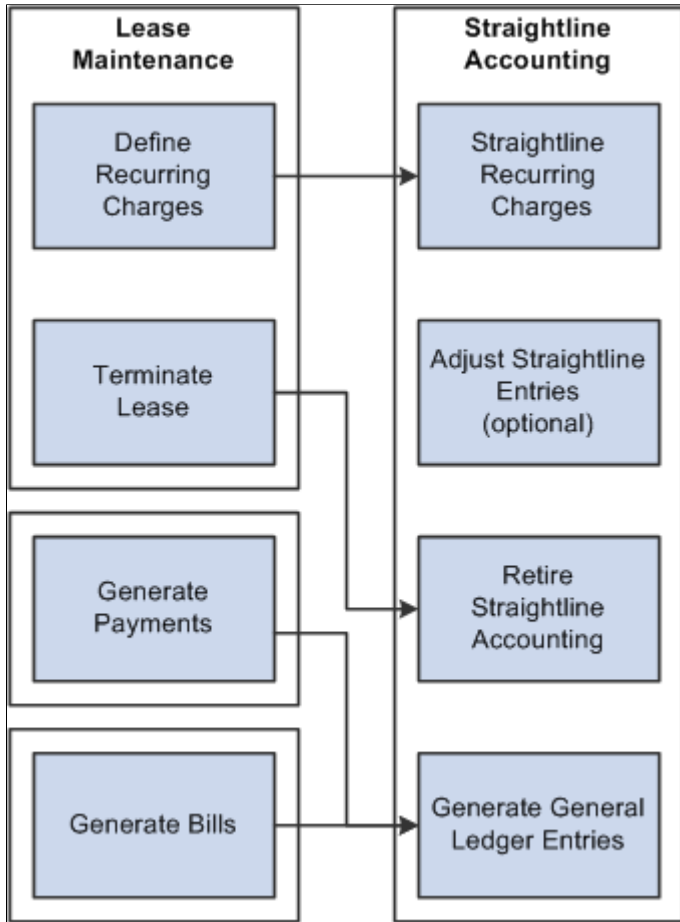 Lease
Maintenance
Define
Recurring
Charges
Terminate
Lease
Generate
Payments
Generate Bills
Straightline
Accounting
Straightline
Recurring
Charges
Adjust Straightline
Entries
(optional)
Retire
Straightline
Accounting
Generate General
Ledger Entries